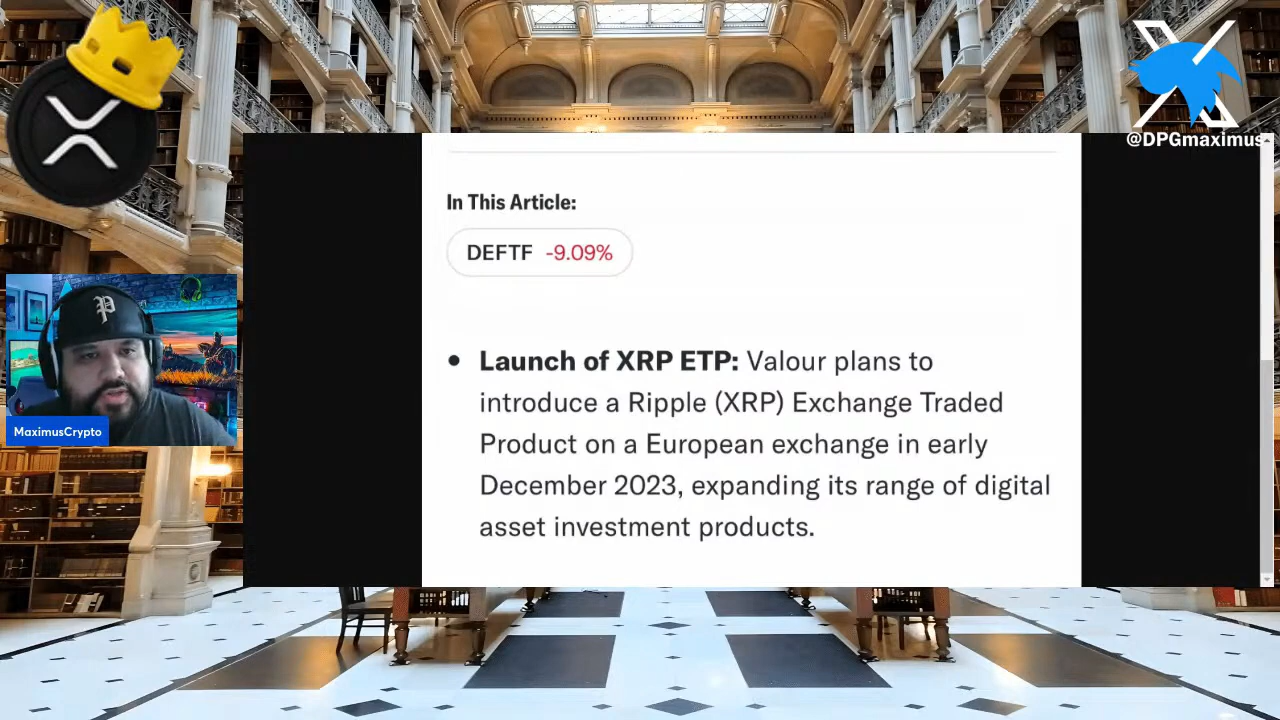 @DPGmaximus
In This Article:
DEFTF -9.09%
• Launch of XRP ETP: Valour plans to
introduce a Ripple (XRP) Exchange Traded
Product on a European exchange in early
December 2023, expanding its range of digital
asset investment products.
P
MaximusCrypto